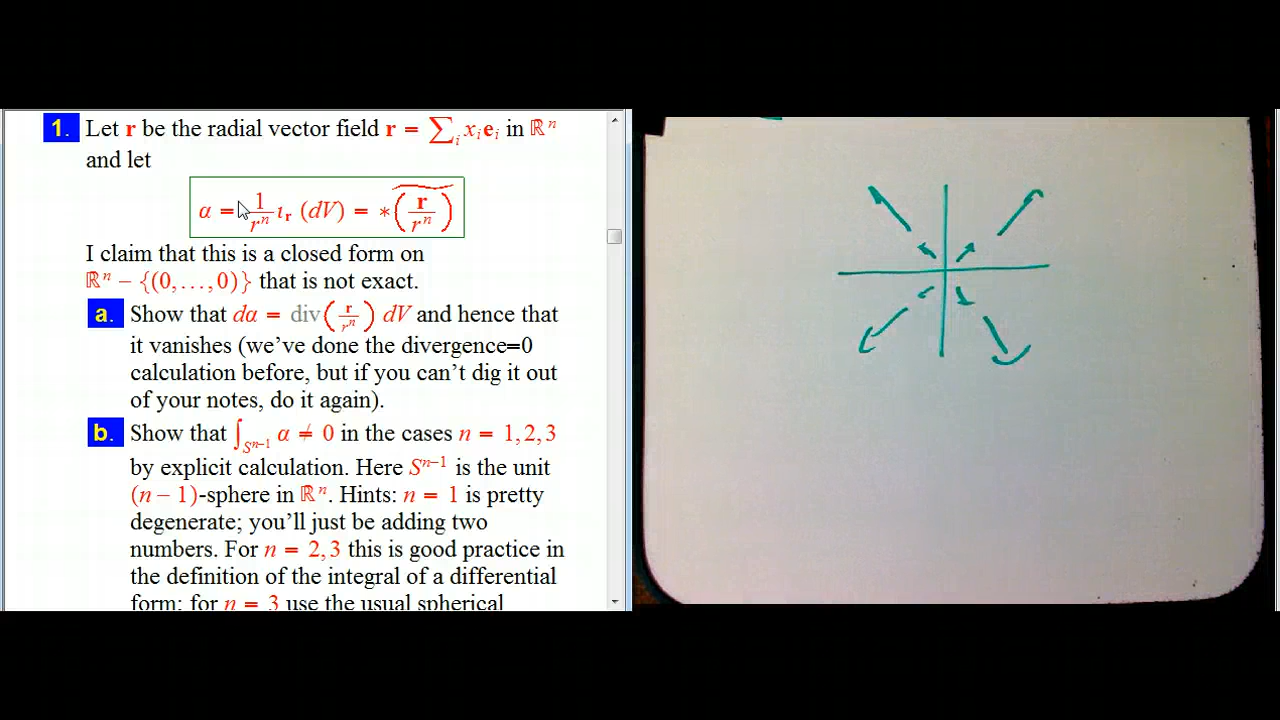 1. Let r be the radial vector field r = ∑ᵢ xᵢeᵢ in ℝⁿ
and let
α = 1/rⁿ ιᵣ (dV) = *(r/rⁿ)
I claim that this is a closed form on
ℝⁿ − {(0,…,0)} that is not exact.
a. Show that dα = div(r/rⁿ) dV and hence that
it vanishes (we’ve done the divergence=0
calculation before, but if you can’t dig it out
of your notes, do it again).
b. Show that ∫_Sⁿ⁻¹ α ≠ 0 in the cases n = 1,2,3
by explicit calculation. Here Sⁿ⁻¹ is the unit
(n − 1)-sphere in ℝⁿ. Hints: n = 1 is pretty
degenerate; you’ll just be adding two
numbers. For n = 2,3 this is good practice in
the definition of the integral of a differential
form; for n = 3 use the usual spherical